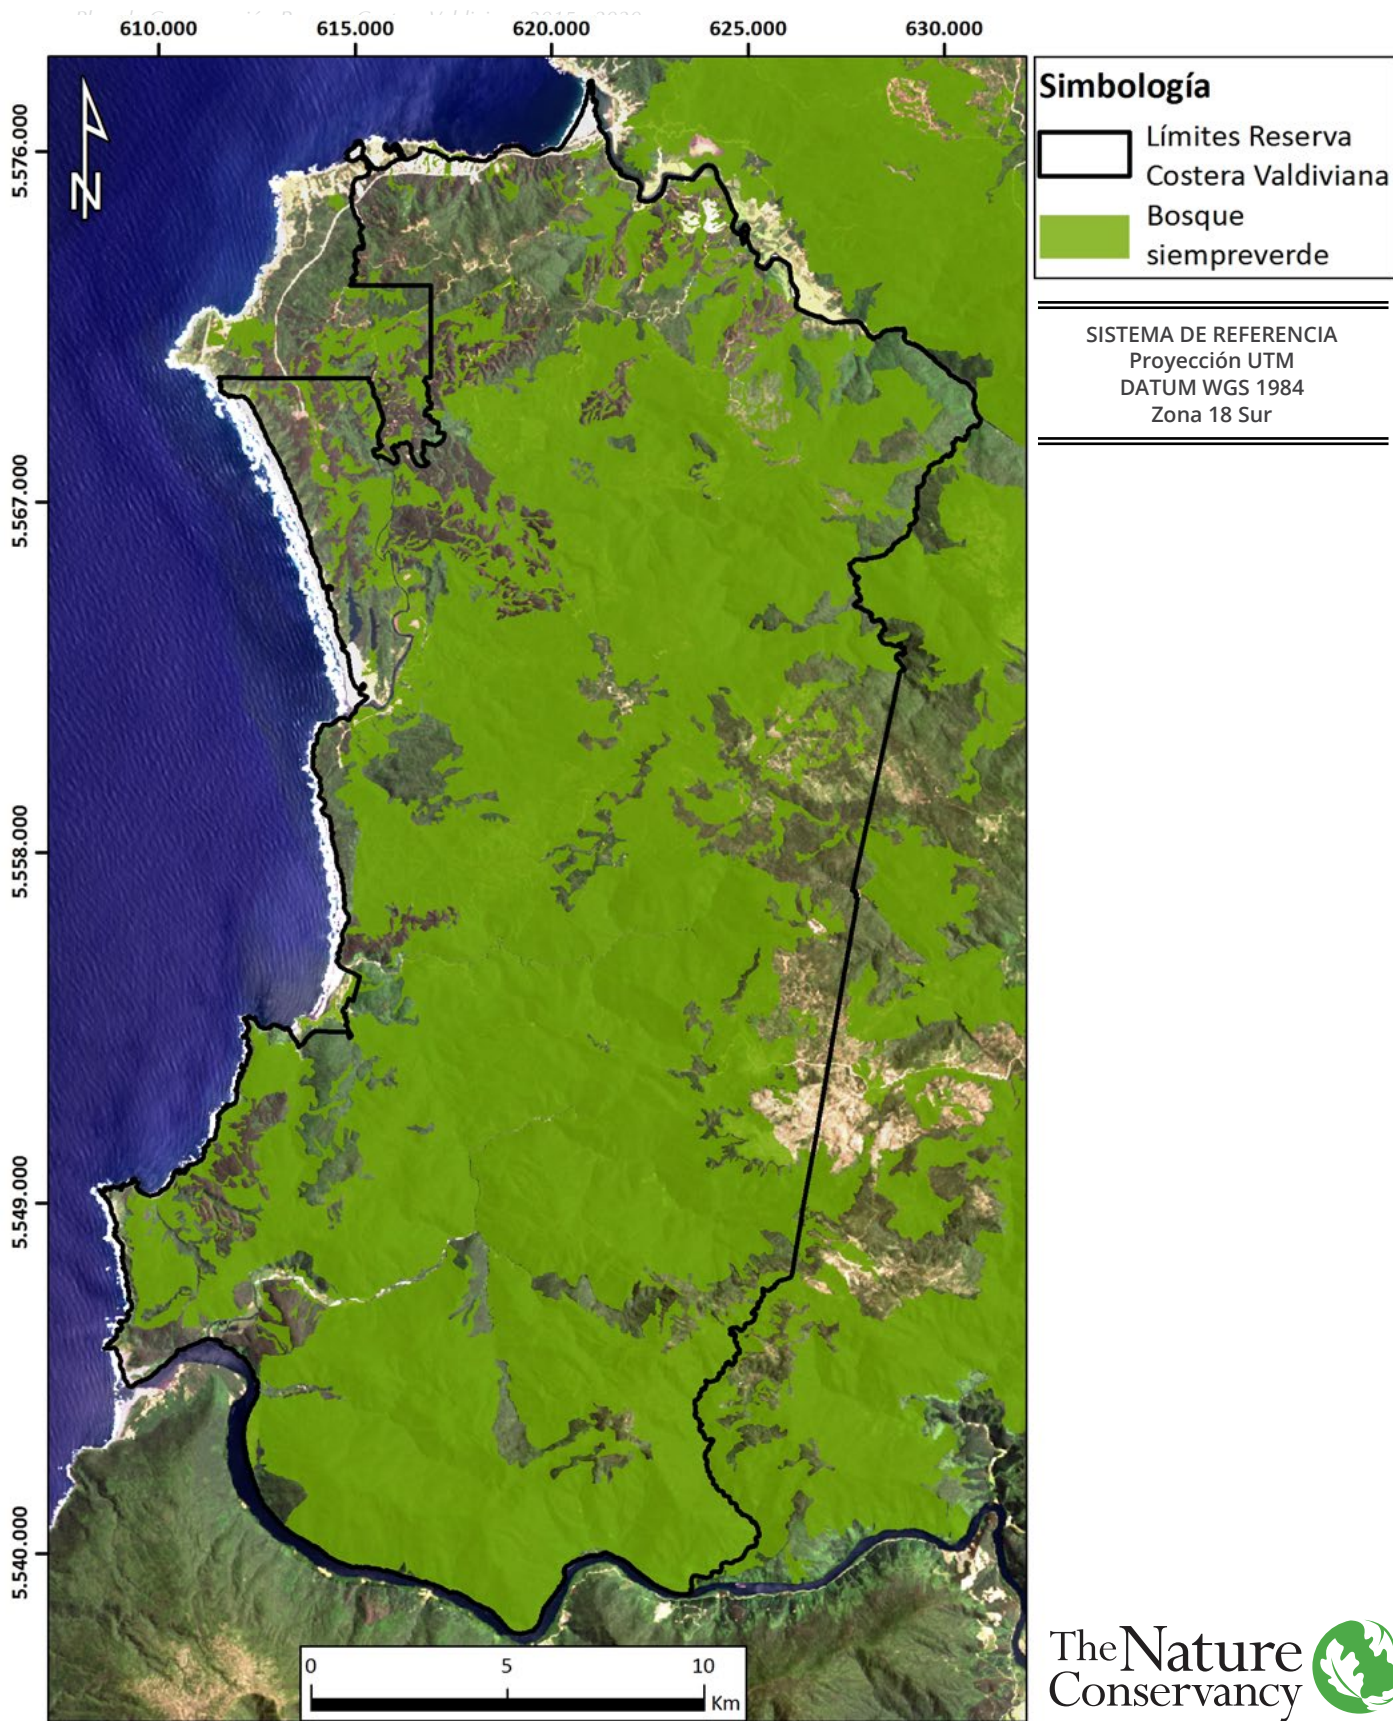 610.000 615.000 620.000 625.000 630.000
5.576.000
5.567.000
5.558.000
5.549.000
5.540.000
N
0 5 10
Km
Simbología
Límites Reserva
Costera Valdiviana
Bosque
siempreverde
SISTEMA DE REFERENCIA
Proyección UTM
DATUM WGS 1984
Zona 18 Sur
The Nature
Conservancy